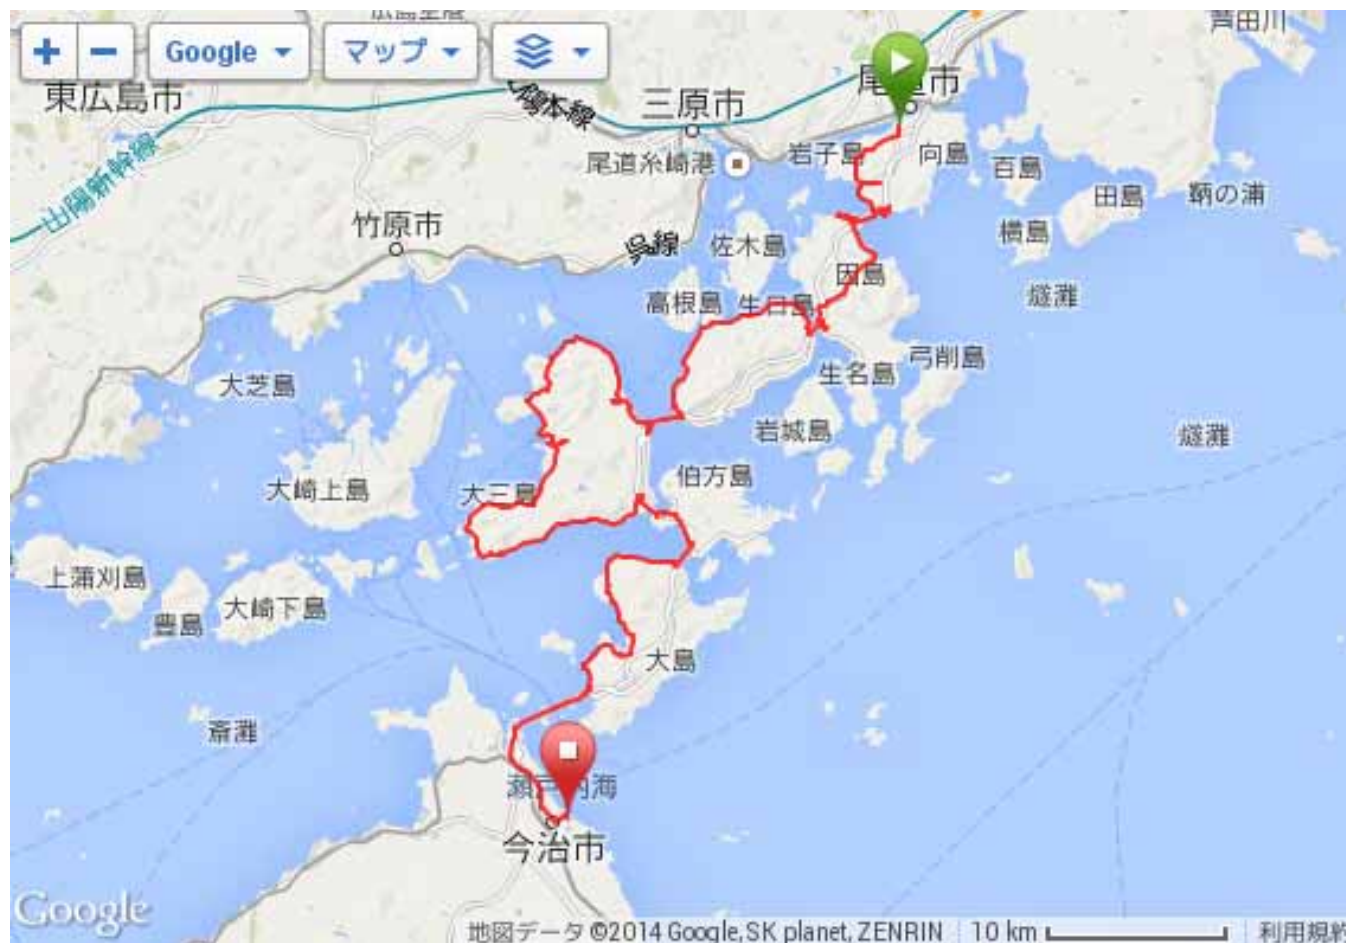 Google
マップ
芦田川
東広島市
尾道市
三原市
山陽本線
尾道糸崎港
岩子島
向島
百島
田島
鞆の浦
山陽新幹線
竹原市
呉線
佐木島
横島
因島
高根島
生口島
燧灘
大芝島
生名島
弓削島
岩城島
燧灘
大崎上島
大三島
伯方島
上蒲刈島
豊島
大崎下島
大島
斎灘
瀬戸内海
今治市
Google
地図データ ©2014 Google, SK planet, ZENRIN
10 km
利用規約